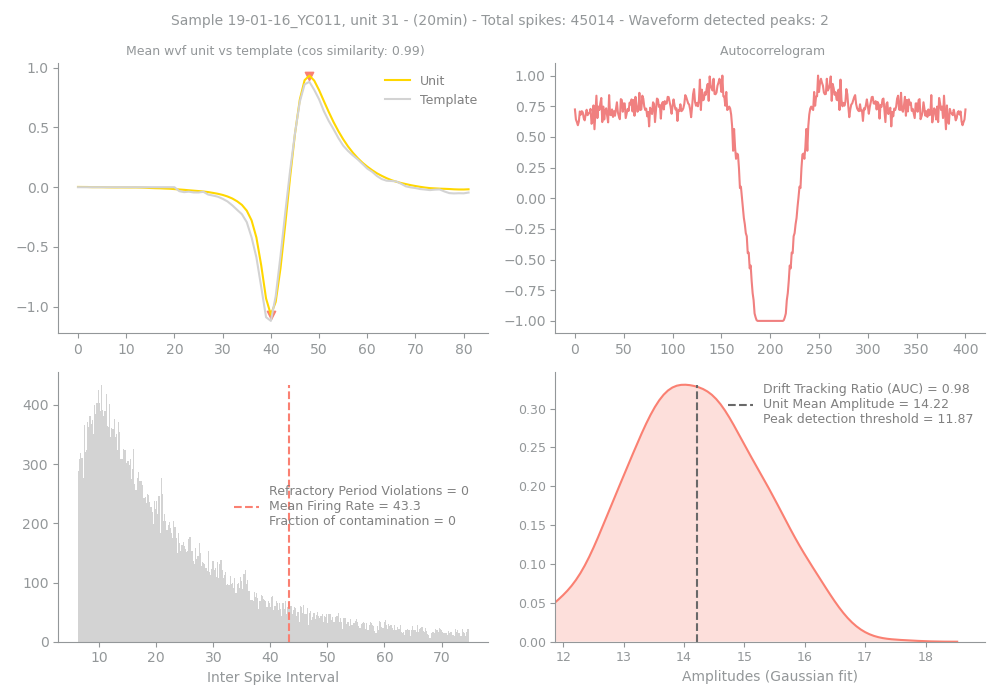 Sample 19-01-16_YC011, unit 31 - (20min) - Total spikes: 45014 - Waveform detected peaks: 2
Mean wvf unit vs template (cos similarity: 0.99)
1.0
0.5
0.0
−0.5
−1.0
0 10 20 30 40 50 60 70 80
Unit
Template
Autocorrelogram
1.00
0.75
0.50
0.25
0.00
−0.25
−0.50
−0.75
−1.00
0 50 100 150 200 250 300 350 400
400
300
200
100
0
10 20 30 40 50 60 70
Refractory Period Violations = 0
Mean Firing Rate = 43.3
Fraction of contamination = 0
Inter Spike Interval
0.30
0.25
0.20
0.15
0.10
0.05
0.00
12 13 14 15 16 17 18
Drift Tracking Ratio (AUC) = 0.98
Unit Mean Amplitude = 14.22
Peak detection threshold = 11.87
Amplitudes (Gaussian fit)